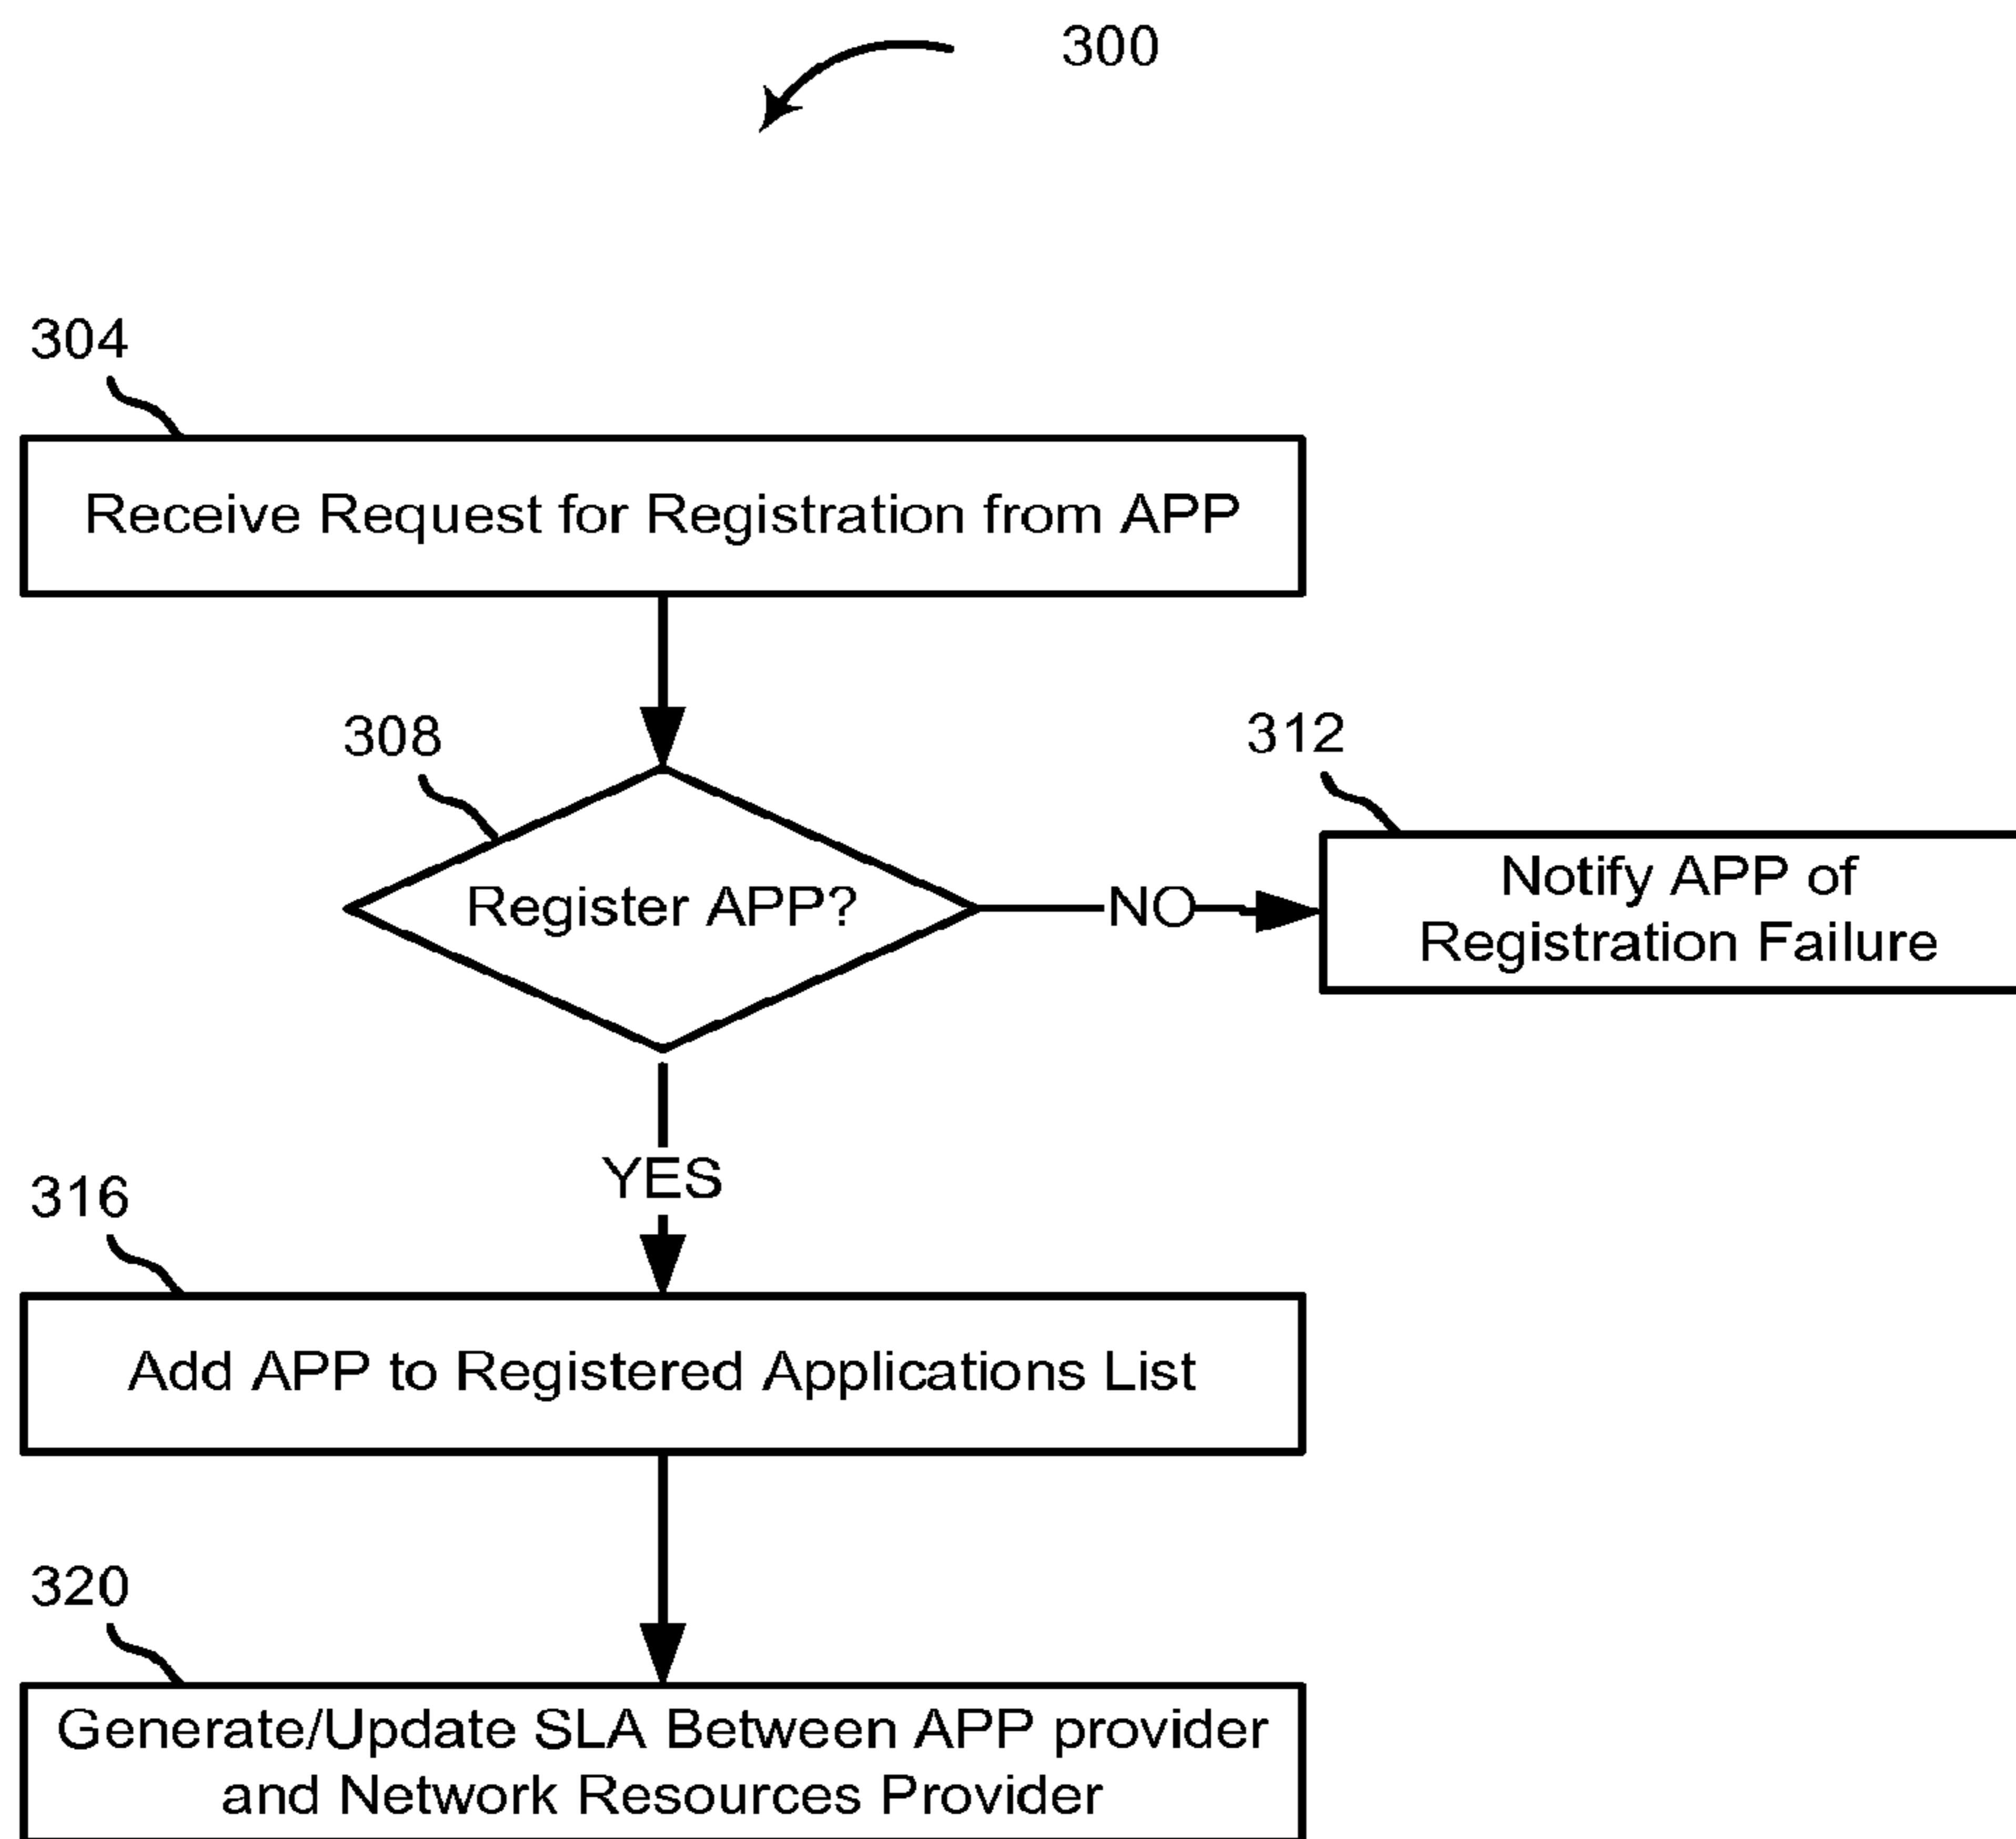 300
304
Receive Request for Registration from APP
308
Register APP?
NO
312
Notify APP of
Registration Failure
YES
316
Add APP to Registered Applications List
320
Generate/Update SLA Between APP provider
and Network Resources Provider